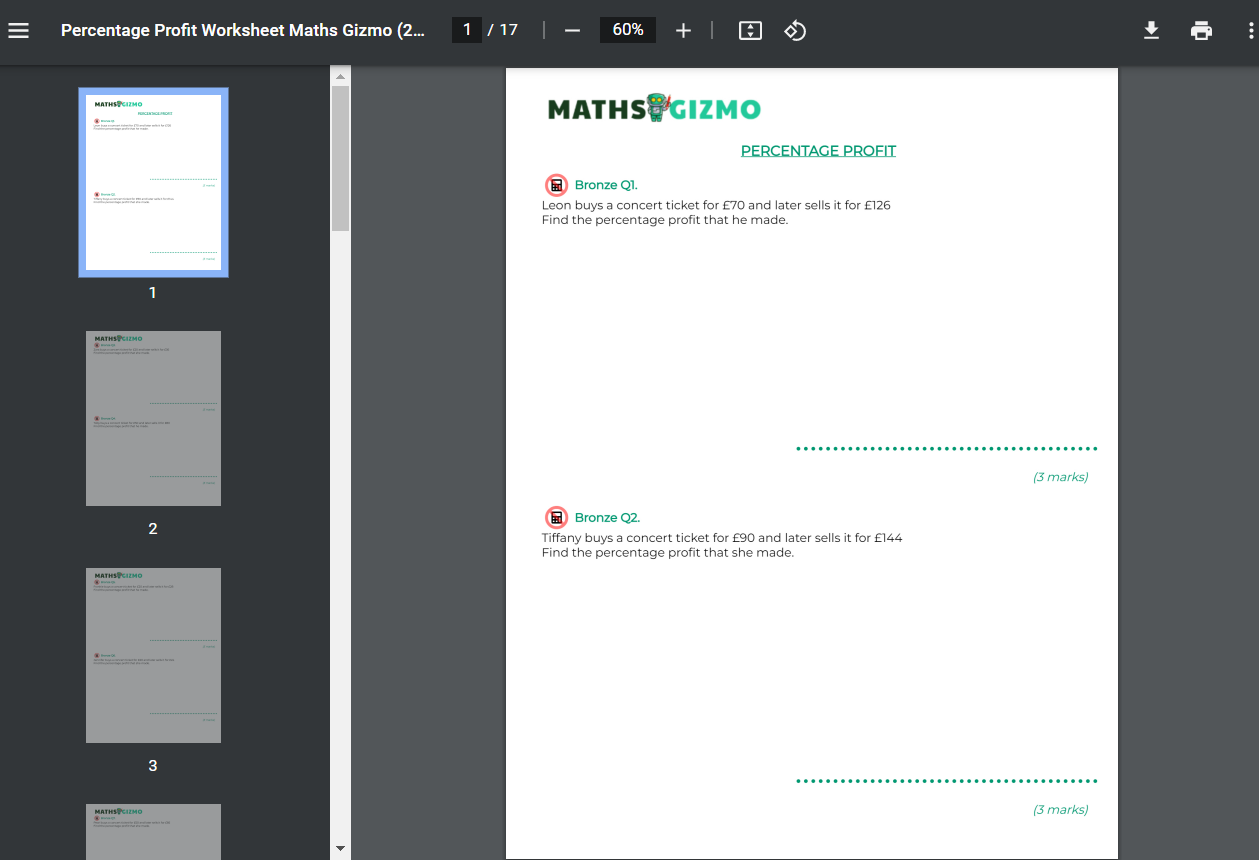 Percentage Profit Worksheet Maths Gizmo (2...
1 / 17
60%
1
2
3
MATHS GIZMO
PERCENTAGE PROFIT
Bronze Q1.
Leon buys a concert ticket for £70 and later sells it for £126
Find the percentage profit that he made.
(3 marks)
Bronze Q2.
Tiffany buys a concert ticket for £90 and later sells it for £144
Find the percentage profit that she made.
(3 marks)